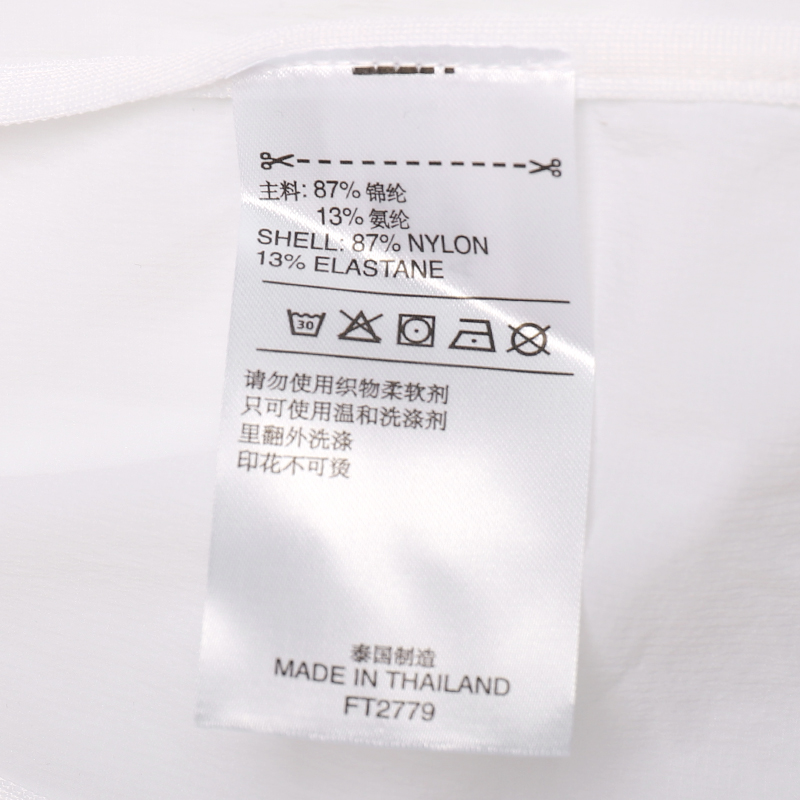 主料: 87% 锦纶
13% 氨纶
SHELL: 87% NYLON
13% ELASTANE
30
请勿使用织物柔软剂
只可使用温和洗涤剂
里翻外洗涤
印花不可烫
泰国制造
MADE IN THAILAND
FT2779